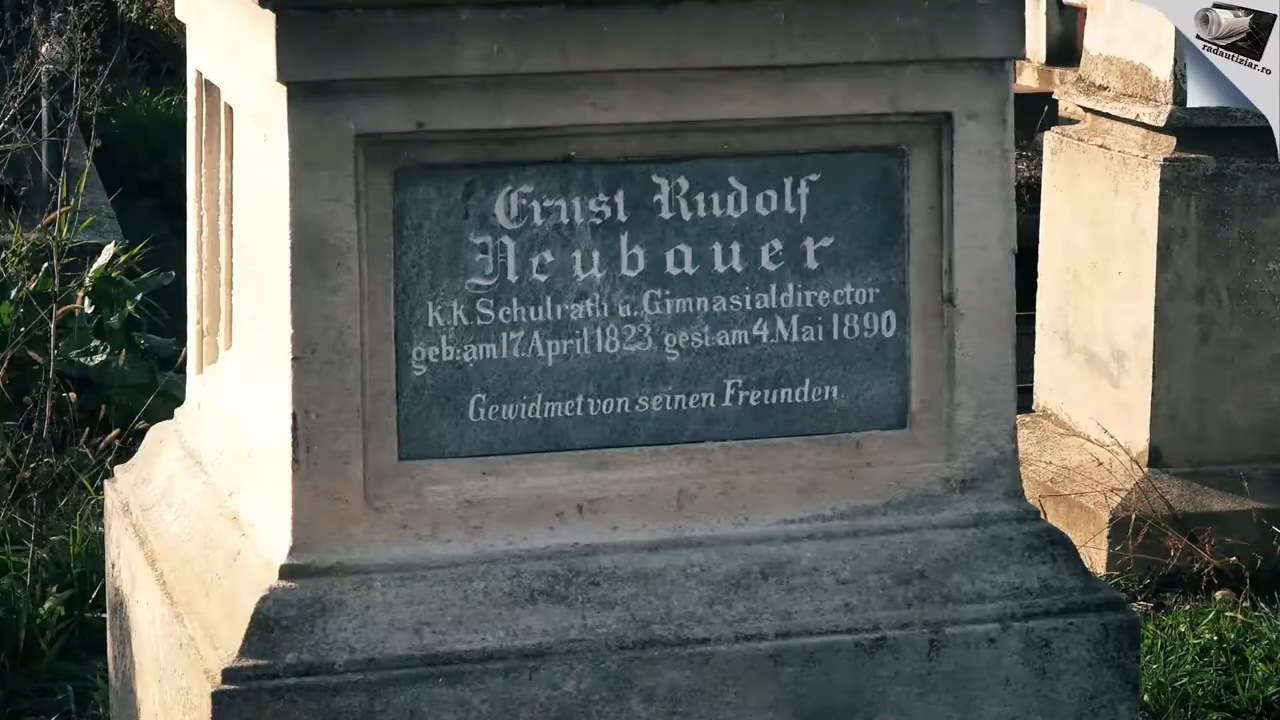 radautiziar.ro
Ernst Rudolf
Neubauer
K.K. Schulrath u. Gimnasialdirector
geb: am 17. April 1823, gest: am 4. Mai 1890
Gewidmet von seinen Freunden.